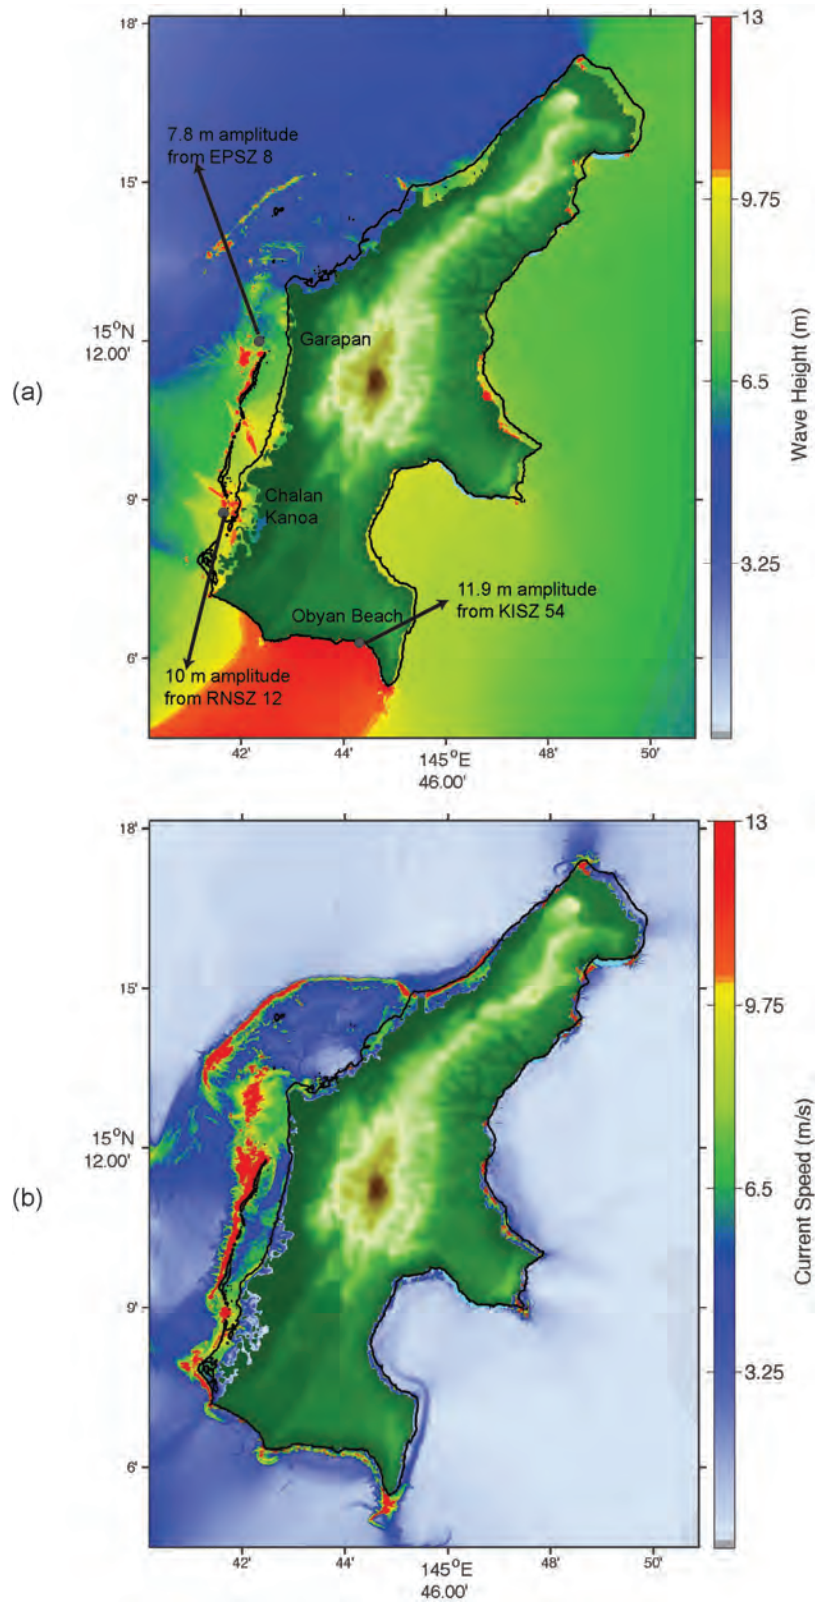 (a)
18'
15'
15°N
12.00'
9'
6'
42'
44'
145°E
46.00'
48'
50'
7.8 m amplitude
from EPSZ 8
Garapan
Chalan
Kanoa
Obyan Beach
11.9 m amplitude
from KISZ 54
10 m amplitude
from RNSZ 12
13
9.75
6.5
3.25
Wave Height (m)
(b)
18'
15'
15°N
12.00'
9'
6'
42'
44'
145°E
46.00'
48'
50'
13
9.75
6.5
3.25
Current Speed (m/s)